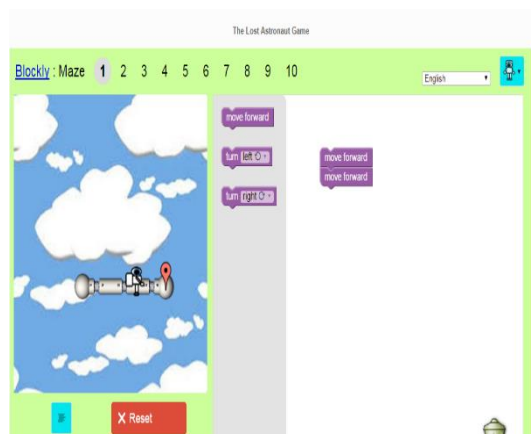 The Lost Astronaut Game
Blockly : Maze 1 2 3 4 5 6 7 8 9 10
English
move forward
turn left
turn right
move forward
move forward
Reset